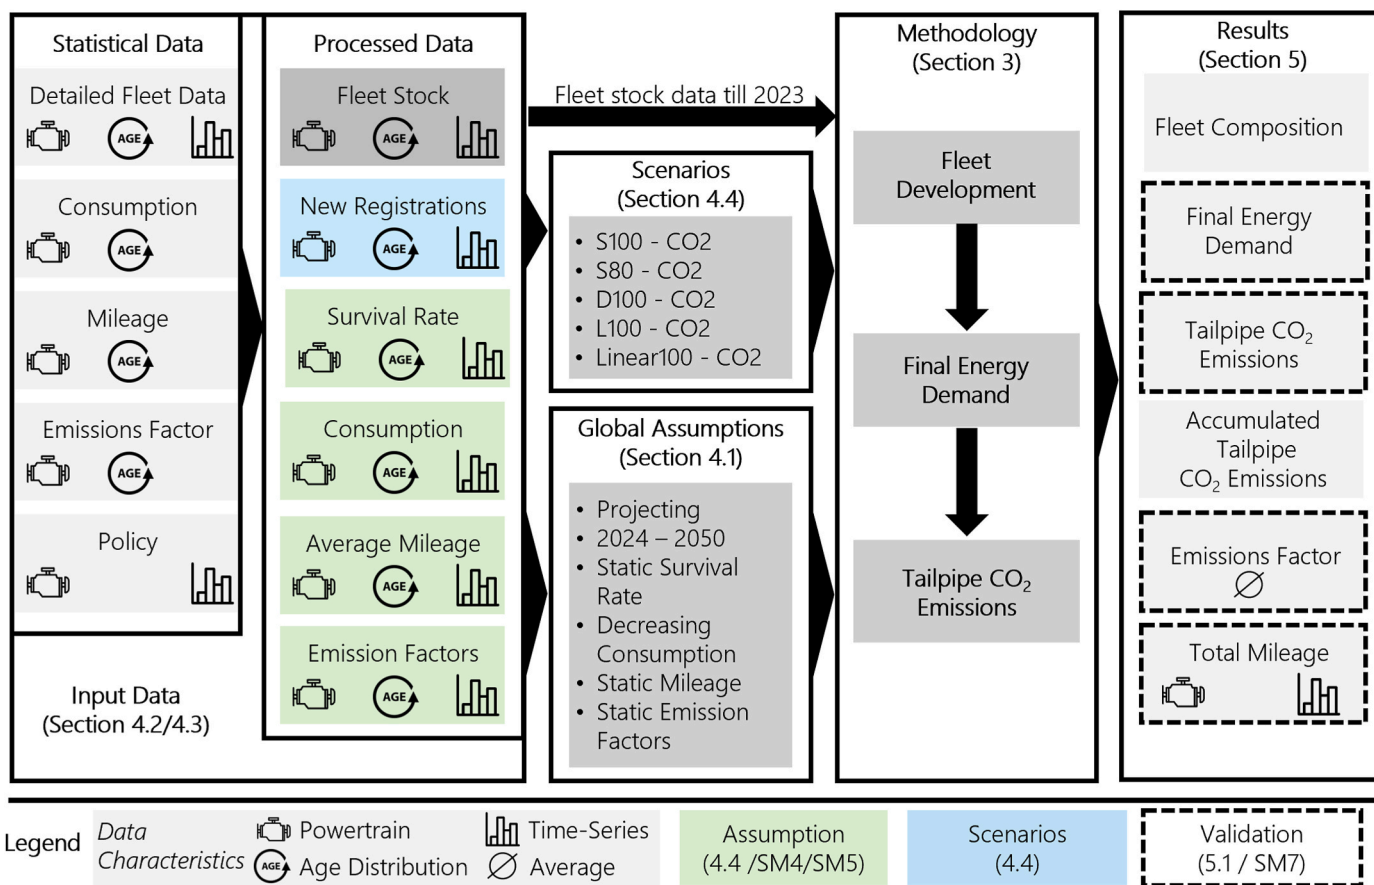 Statistical Data
Detailed Fleet Data
AGE
Consumption
AGE
Mileage
AGE
Emissions Factor
AGE
Policy
Input Data
(Section 4.2/4.3)
Processed Data
Fleet Stock
AGE
New Registrations
AGE
Survival Rate
AGE
Consumption
AGE
Average Mileage
AGE
Emission Factors
AGE
Fleet stock data till 2023
Scenarios
(Section 4.4)
• S100 - CO2
• S80 - CO2
• D100 - CO2
• L100 - CO2
• Linear100 - CO2
Global Assumptions
(Section 4.1)
• Projecting
• 2024 – 2050
• Static Survival
Rate
• Decreasing
Consumption
• Static Mileage
• Static Emission
Factors
Methodology
(Section 3)
Fleet
Development
Final Energy
Demand
Tailpipe CO₂
Emissions
Results
(Section 5)
Fleet Composition
Final Energy
Demand
Tailpipe CO₂
Emissions
Accumulated
Tailpipe
CO₂ Emissions
Emissions Factor
∅
Total Mileage
Legend
Data
Characteristics
Powertrain
Time-Series
AGE Age Distribution
∅ Average
Assumption
(4.4 /SM4/SM5)
Scenarios
(4.4)
Validation
(5.1 / SM7)